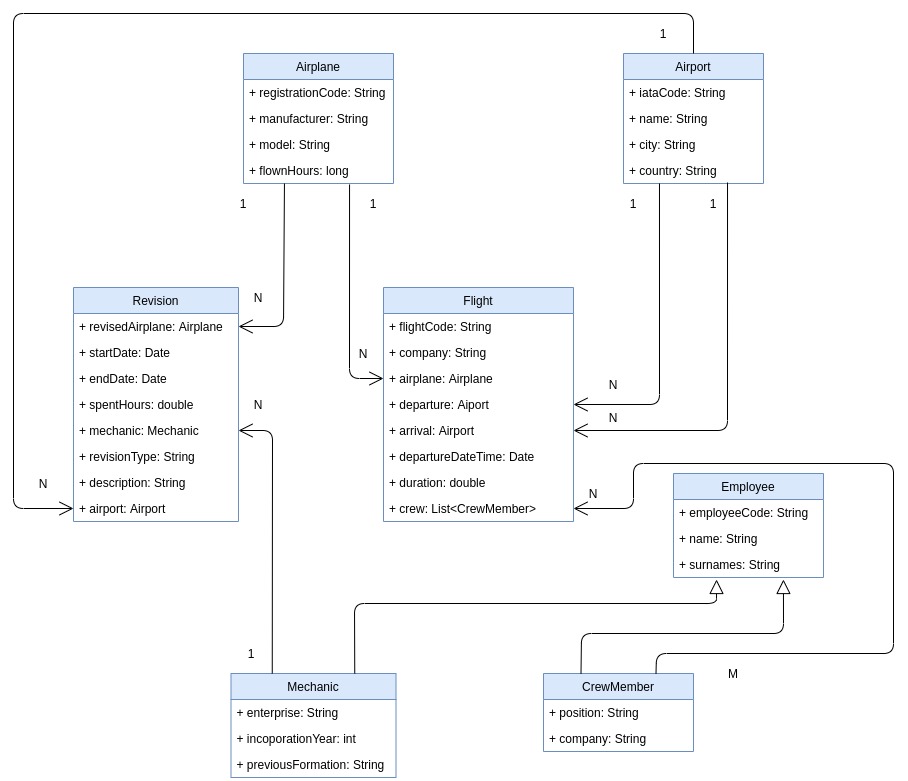 1
Airplane
+ registrationCode: String
+ manufacturer: String
+ model: String
+ flownHours: long
Airport
+ iataCode: String
+ name: String
+ city: String
+ country: String
1
1
1
1
N
Revision
+ revisedAirplane: Airplane
+ startDate: Date
+ endDate: Date
+ spentHours: double
+ mechanic: Mechanic
+ revisionType: String
+ description: String
+ airport: Airport
N
N
Flight
+ flightCode: String
+ company: String
+ airplane: Airplane
+ departure: Aiport
+ arrival: Airport
+ departureDateTime: Date
+ duration: double
+ crew: List<CrewMember>
N
N
N
N
Employee
+ employeeCode: String
+ name: String
+ surnames: String
1
M
Mechanic
+ enterprise: String
+ incoporationYear: int
+ previousFormation: String
CrewMember
+ position: String
+ company: String